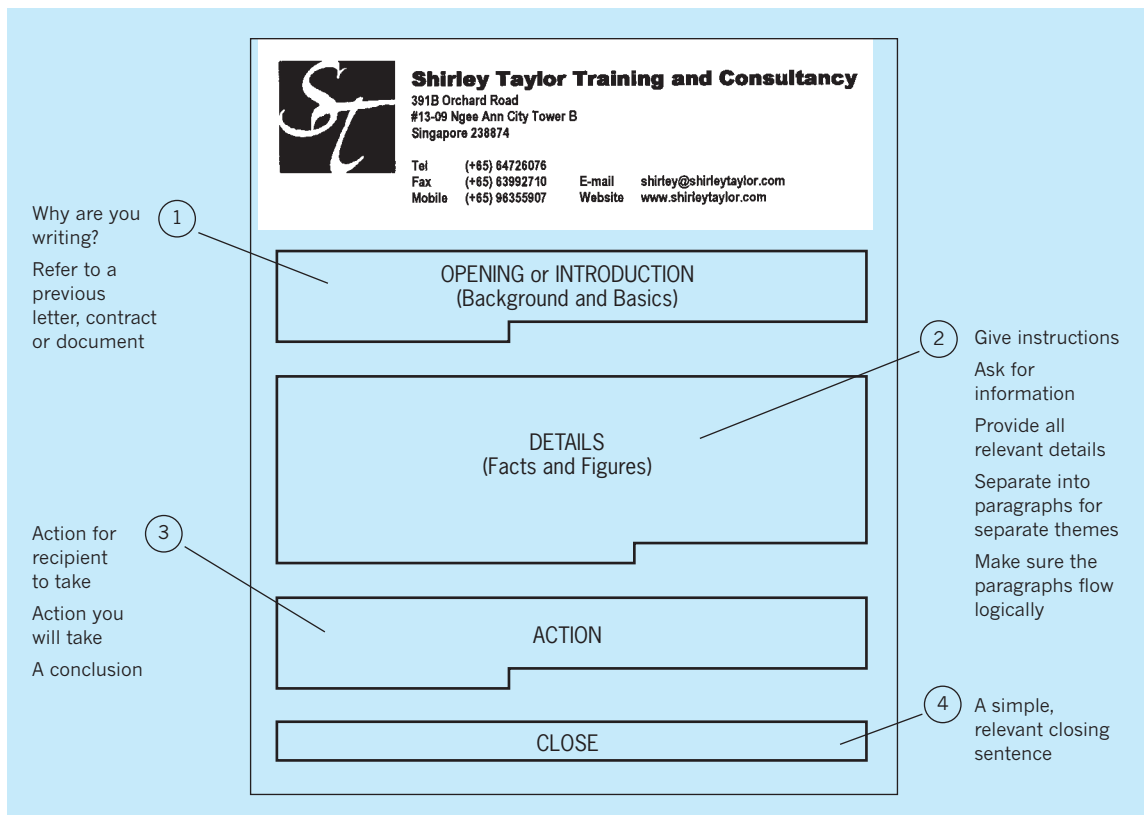 ST
Shirley Taylor Training and Consultancy
391B Orchard Road
#13-09 Ngee Ann City Tower B
Singapore 238874
Tel (+65) 64726076
Fax (+65) 63992710 E-mail shirley@shirleytaylor.com
Mobile (+65) 96355907 Website www.shirleytaylor.com
Why are you
writing?
Refer to a
previous
letter, contract
or document
1
OPENING or INTRODUCTION
(Background and Basics)
2
Give instructions
Ask for
information
Provide all
relevant details
Separate into
paragraphs for
separate themes
Make sure the
paragraphs flow
logically
DETAILS
(Facts and Figures)
Action for
recipient
to take
Action you
will take
A conclusion
3
ACTION
4
A simple,
relevant closing
sentence
CLOSE